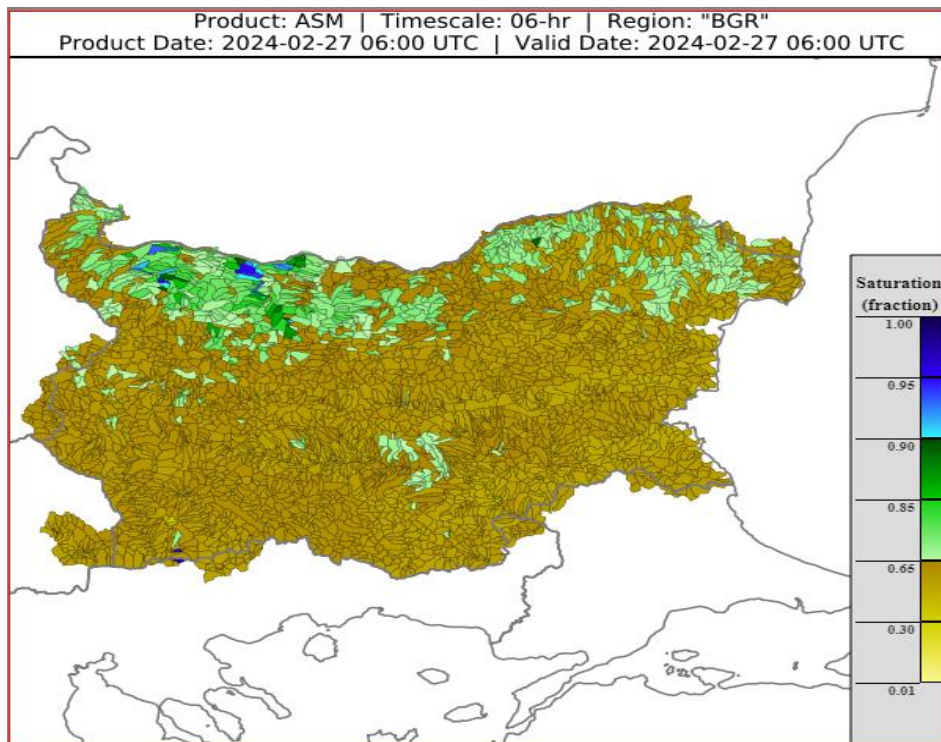 Product: ASM | Timescale: 06-hr | Region: "BGR"
Product Date: 2024-02-27 06:00 UTC | Valid Date: 2024-02-27 06:00 UTC
Saturation
(fraction)
1.00
0.95
0.90
0.85
0.65
0.30
0.01